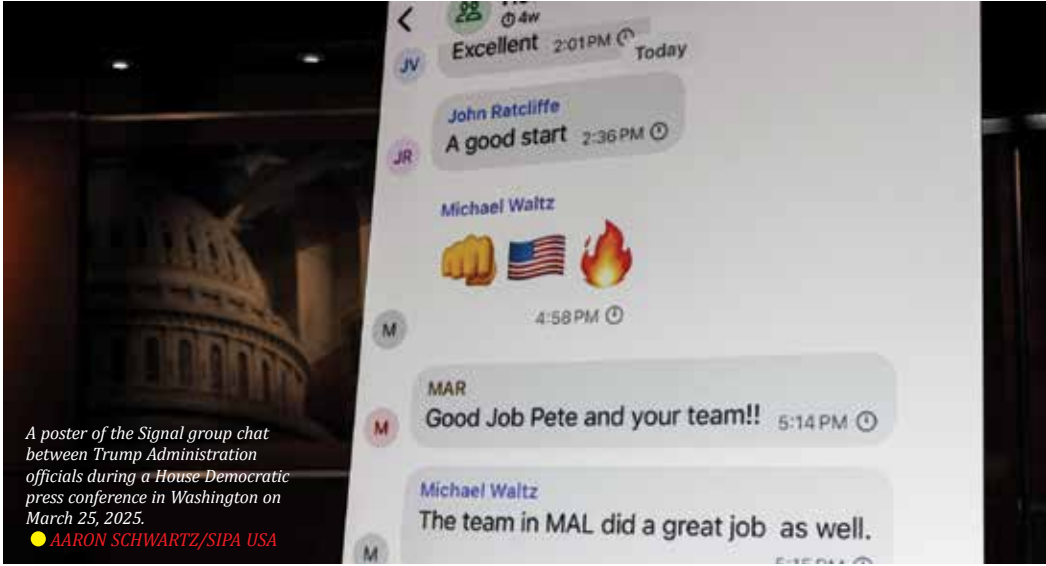 4w
JV
Excellent 2:01PM
Today
John Ratcliffe
A good start 2:36PM
JR
Michael Waltz
👊🇺🇸🔥
4:58PM
M
MAR
Good Job Pete and your team!! 5:14PM
M
Michael Waltz
The team in MAL did a great job as well.
M
A poster of the Signal group chat
between Trump Administration
officials during a House Democratic
press conference in Washington on
March 25, 2025.
AARON SCHWARTZ/SIPA USA